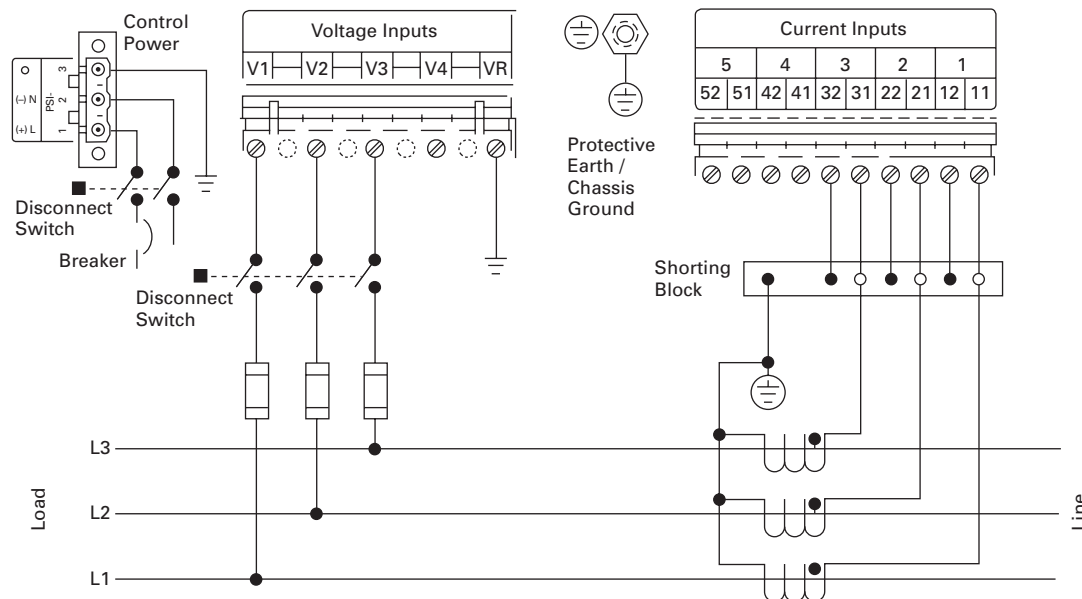 Control
Power
3
(–) N
2
PSI-
(+) L
1
Disconnect
Switch
Breaker
Voltage Inputs
V1 V2 V3 V4 VR
Disconnect
Switch
Protective
Earth /
Chassis
Ground
Current Inputs
5 4 3 2 1
52 51 42 41 32 31 22 21 12 11
Shorting
Block
Load
L3
L2
L1
Line